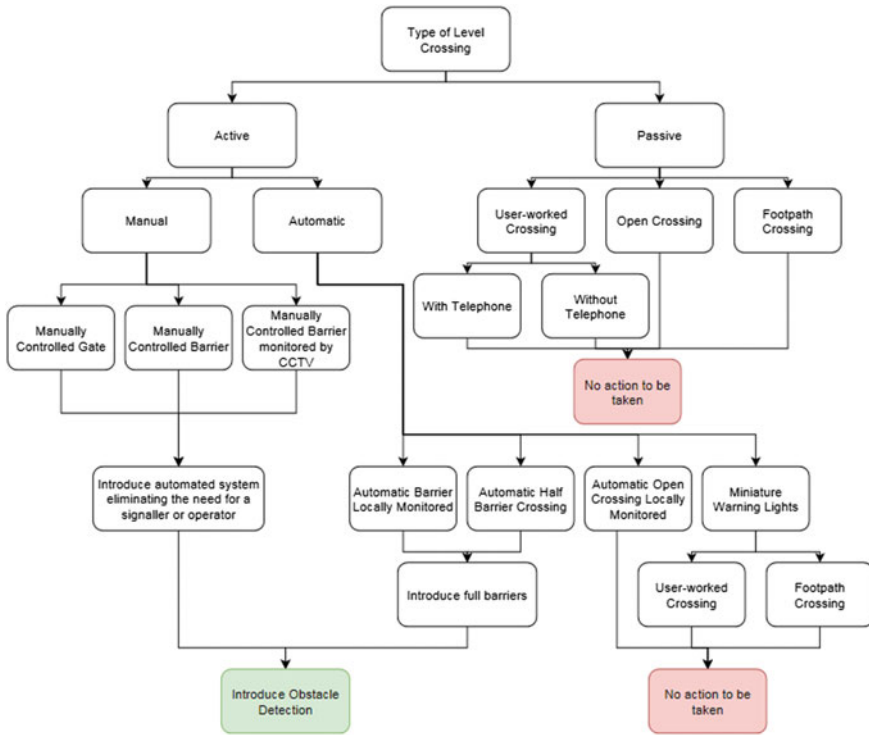 Type of Level
Crossing
Active
Passive
Manual
Automatic
User-worked
Crossing
Open Crossing
Footpath
Crossing
With Telephone
Without
Telephone
Manually
Controlled Gate
Manually
Controlled Barrier
Manually
Controlled Barrier
monitored by
CCTV
No action to be
taken
Introduce automated system
eliminating the need for a
signaller or operator
Automatic Barrier
Locally Monitored
Automatic Half
Barrier Crossing
Automatic Open
Crossing Locally
Monitored
Miniature
Warning Lights
Introduce full barriers
User-worked
Crossing
Footpath
Crossing
Introduce Obstacle
Detection
No action to be
taken